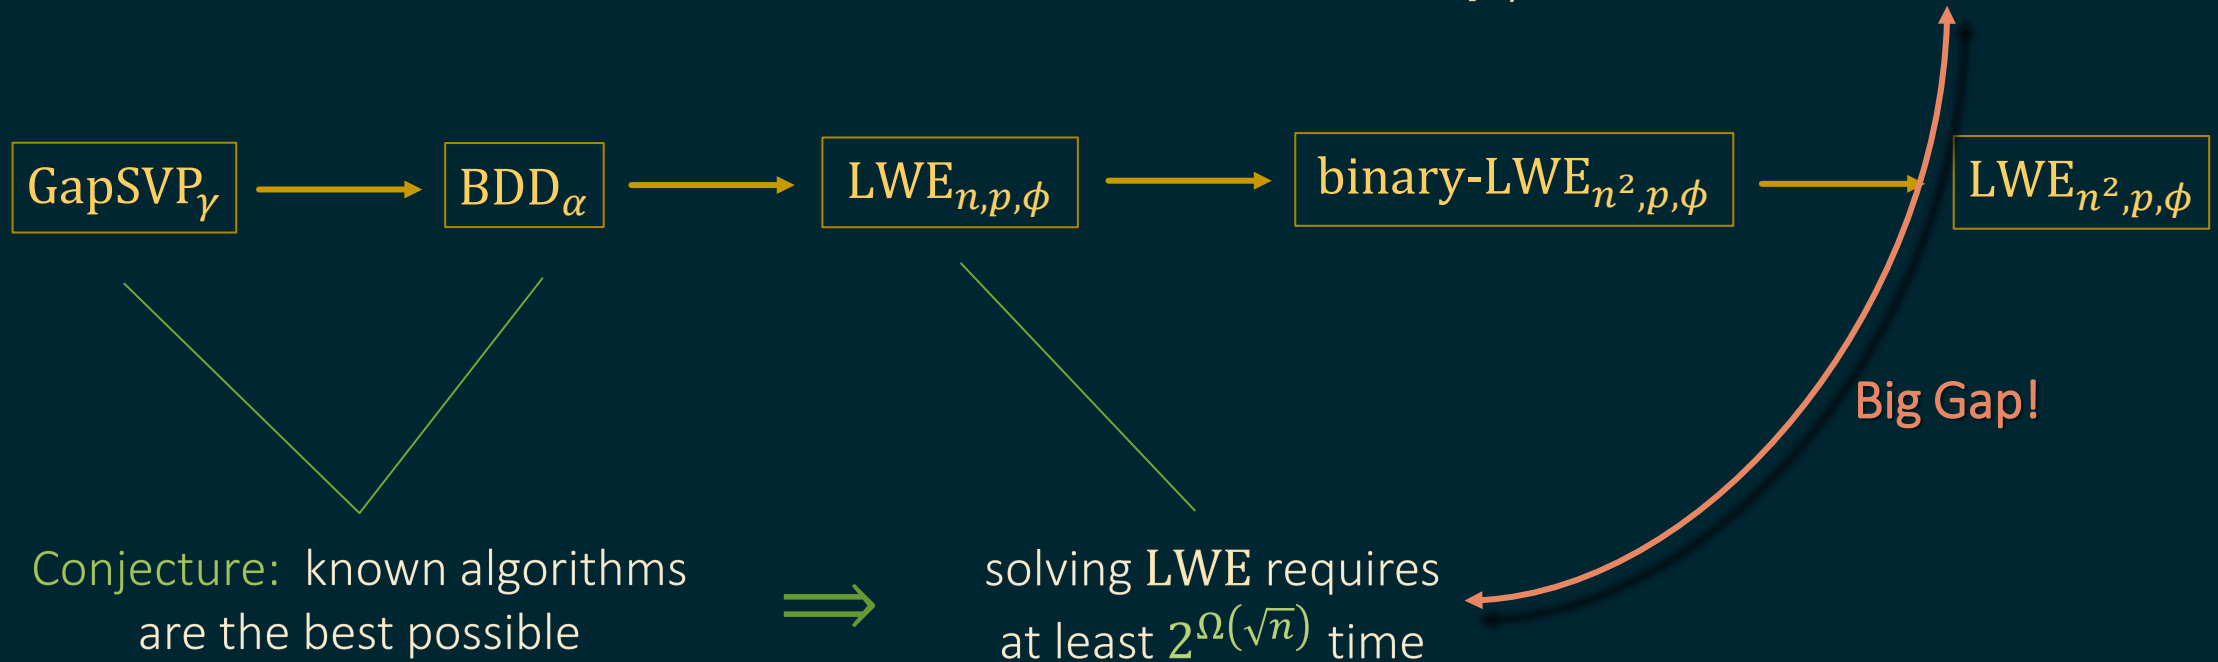 GapSVP_γ
BDD_α
LWE_{n,p,ϕ}
binary-LWE_{n²,p,ϕ}
LWE_{n²,p,ϕ}
Big Gap!
Conjecture: known algorithms
are the best possible
⟹
solving LWE requires
at least 2^{Ω(√n)} time